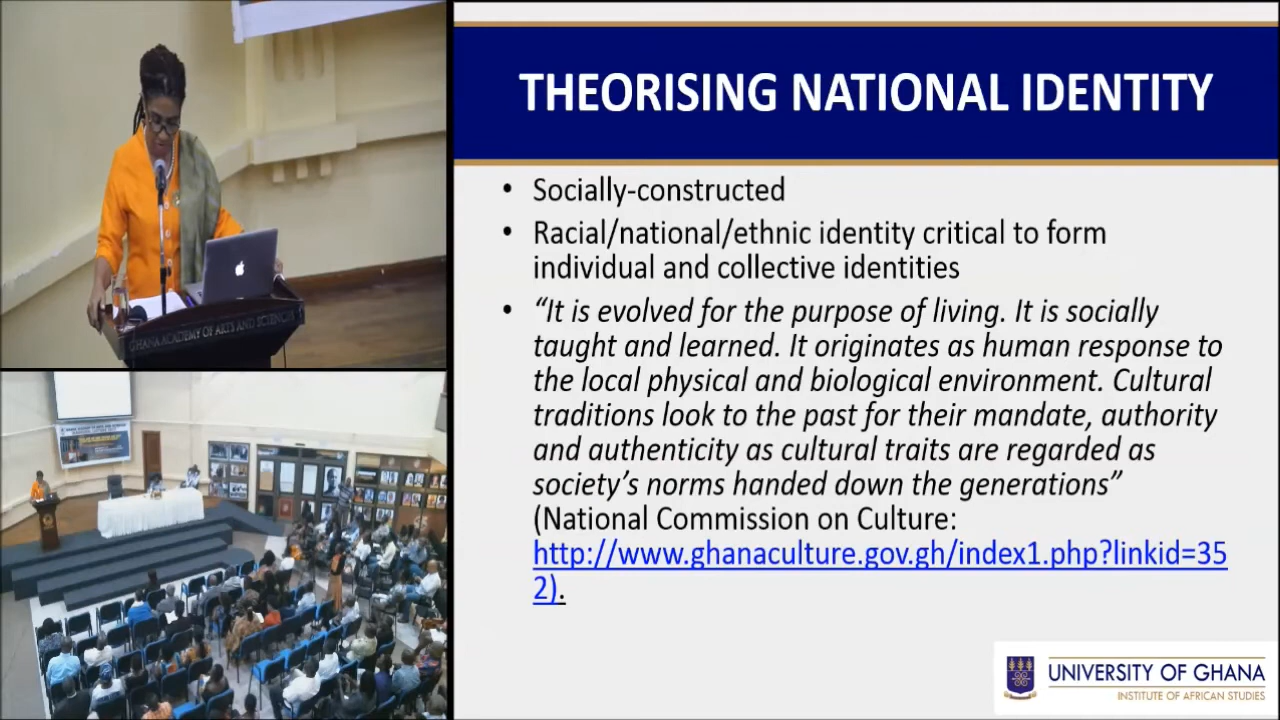 THEORISING NATIONAL IDENTITY
• Socially-constructed
• Racial/national/ethnic identity critical to form
individual and collective identities
• “It is evolved for the purpose of living. It is socially
taught and learned. It originates as human response to
the local physical and biological environment. Cultural
traditions look to the past for their mandate, authority
and authenticity as cultural traits are regarded as
society’s norms handed down the generations”
(National Commission on Culture:
http://www.ghanaculture.gov.gh/index1.php?linkid=35
2).
UNIVERSITY OF GHANA
INSTITUTE OF AFRICAN STUDIES
GHANA ACADEMY OF ARTS AND SCIENCES